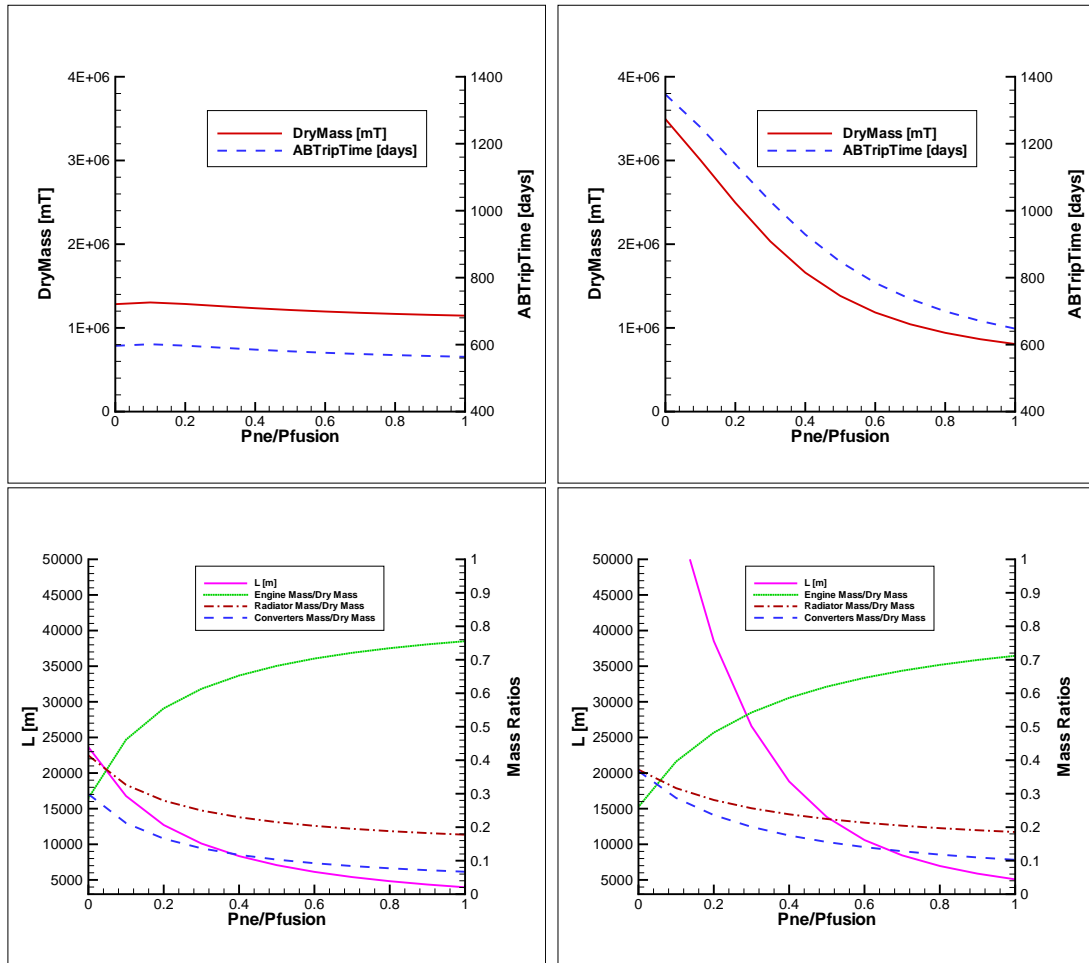 4E+06
3E+06
2E+06
1E+06
0
DryMass [mT]
DryMass [mT]
ABTripTime [days]
1400
1200
1000
800
600
400
ABTripTime [days]
0 0.2 0.4 0.6 0.8 1
Pne/Pfusion
4E+06
3E+06
2E+06
1E+06
0
DryMass [mT]
DryMass [mT]
ABTripTime [days]
1400
1200
1000
800
600
400
ABTripTime [days]
0 0.2 0.4 0.6 0.8 1
Pne/Pfusion
50000
45000
40000
35000
30000
25000
20000
15000
10000
5000
L [m]
L [m]
Engine Mass/Dry Mass
Radiator Mass/Dry Mass
Converters Mass/Dry Mass
1
0.9
0.8
0.7
0.6
0.5
0.4
0.3
0.2
0.1
0
Mass Ratios
0 0.2 0.4 0.6 0.8 1
Pne/Pfusion
50000
45000
40000
35000
30000
25000
20000
15000
10000
5000
L [m]
L [m]
Engine Mass/Dry Mass
Radiator Mass/Dry Mass
Converters Mass/Dry Mass
1
0.9
0.8
0.7
0.6
0.5
0.4
0.3
0.2
0.1
0
Mass Ratios
0 0.2 0.4 0.6 0.8 1
Pne/Pfusion